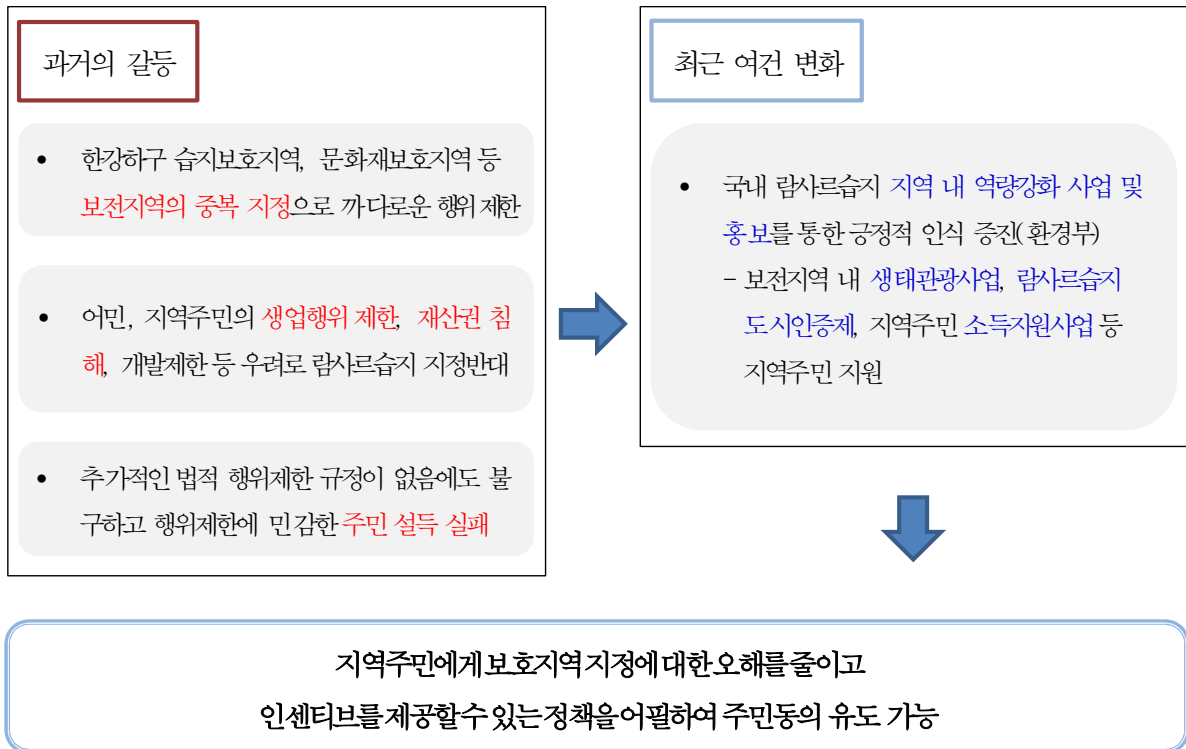 과거의 갈등
• 한강하구 습지보호지역, 문화재보호지역 등
보전지역의 중복 지정으로 까다로운 행위 제한
• 어민, 지역주민의 생업행위 제한, 재산권 침
해, 개발제한 등 우려로 람사르습지 지정반대
• 추가적인 법적 행위제한 규정이 없음에도 불
구하고 행위제한에 민감한 주민 설득 실패
최근 여건 변화
• 국내 람사르습지 지역 내 역량강화 사업 및
홍보를 통한 긍정적 인식 증진(환경부)
- 보전지역 내 생태관광사업, 람사르습지
도시인증제, 지역주민 소득지원사업 등
지역주민 지원
지역주민에게 보호지역 지정에 대한 오해를 줄이고
인센티브를 제공할 수 있는 정책을 어필하여 주민동의 유도 가능